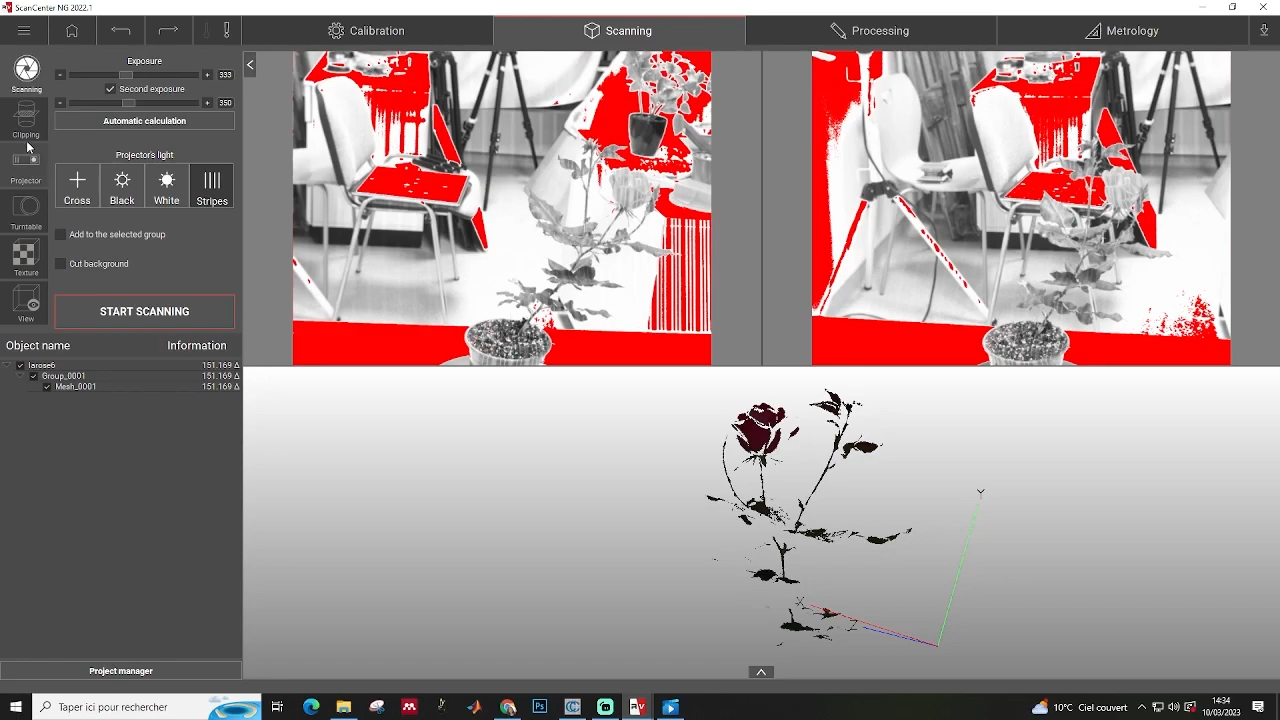 ScanCenter NG 2022.1
Calibration
Scanning
Processing
Metrology
Scanning
Clipping
Projector
Turntable
Texture
View
Exposure
- + 333
Second exposure
- + 350
Automatic calculation
Projector's light
Cross
Black
White
Stripes
Add to the selected group
Cut background
START SCANNING
Object name Information
large6 151.169 Δ
Group_0001 151.169 Δ
Mesh_0001 151.169 Δ
Y
X
Z
Project manager
Taper ici pour rechercher
10°C Ciel couvert
14:34
10/03/2023